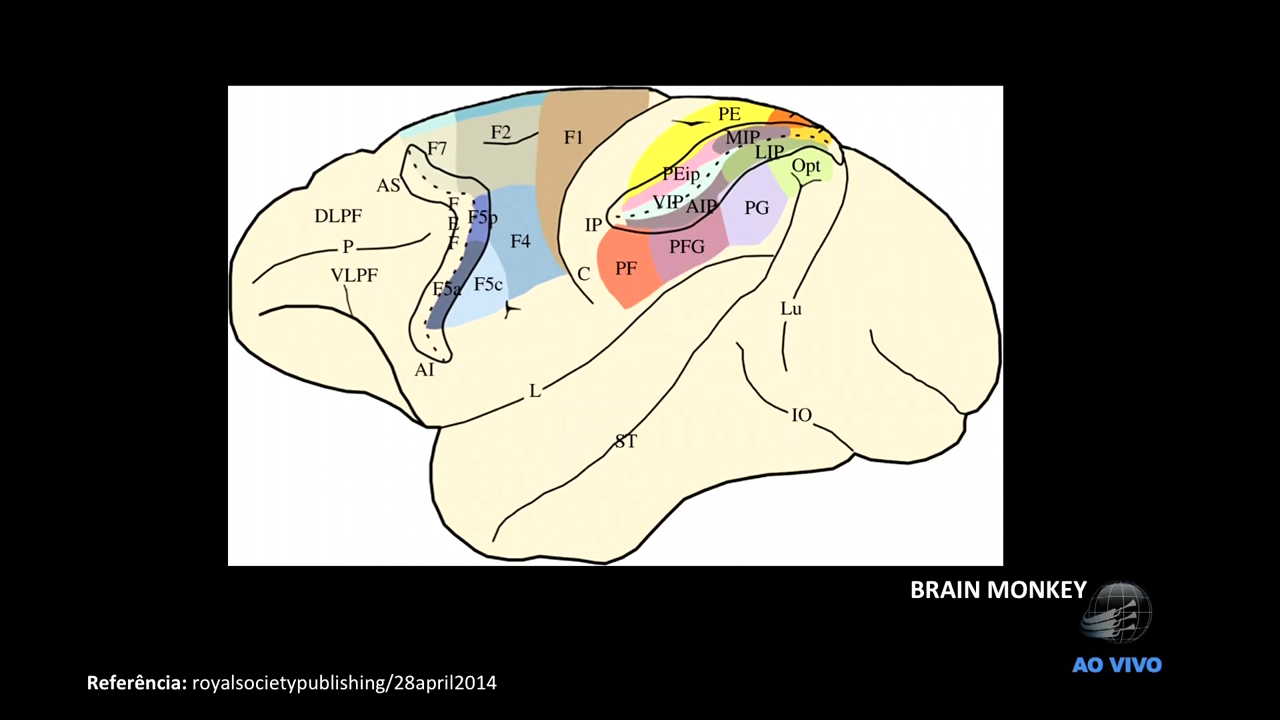 PE
F2
F1
MIP
F7
LIP
Opt
PEip
AS
VIP
AIP
F
E
F
F5p
DLPF
PG
IP
F4
P
PFG
PF
C
VLPF
F5a
F5c
Lu
AI
L
IO
ST
BRAIN MONKEY
AO VIVO
Referência: royalsocietypublishing/28april2014